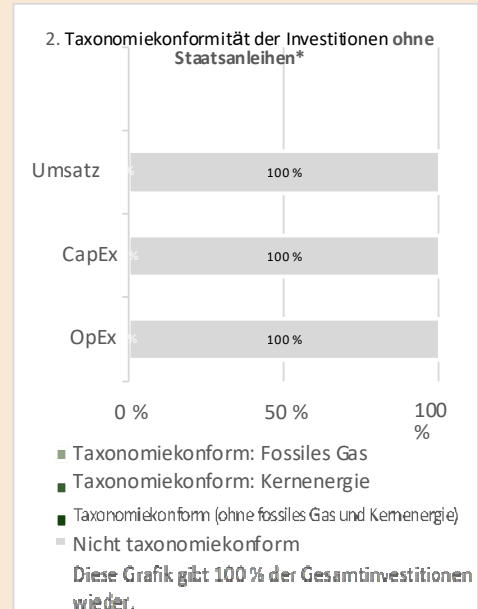 2. Taxonomiekonformität der Investitionen ohne
Staatsanleihen*
Umsatz
100 %
CapEx
100 %
OpEx
100 %
0 %
50 %
100
%
Taxonomiekonform: Fossiles Gas
Taxonomiekonform: Kernenergie
Taxonomiekonform (ohne fossiles Gas und Kernenergie)
Nicht taxonomiekonform
Diese Grafik gibt 100 % der Gesamtinvestitionen
wieder.